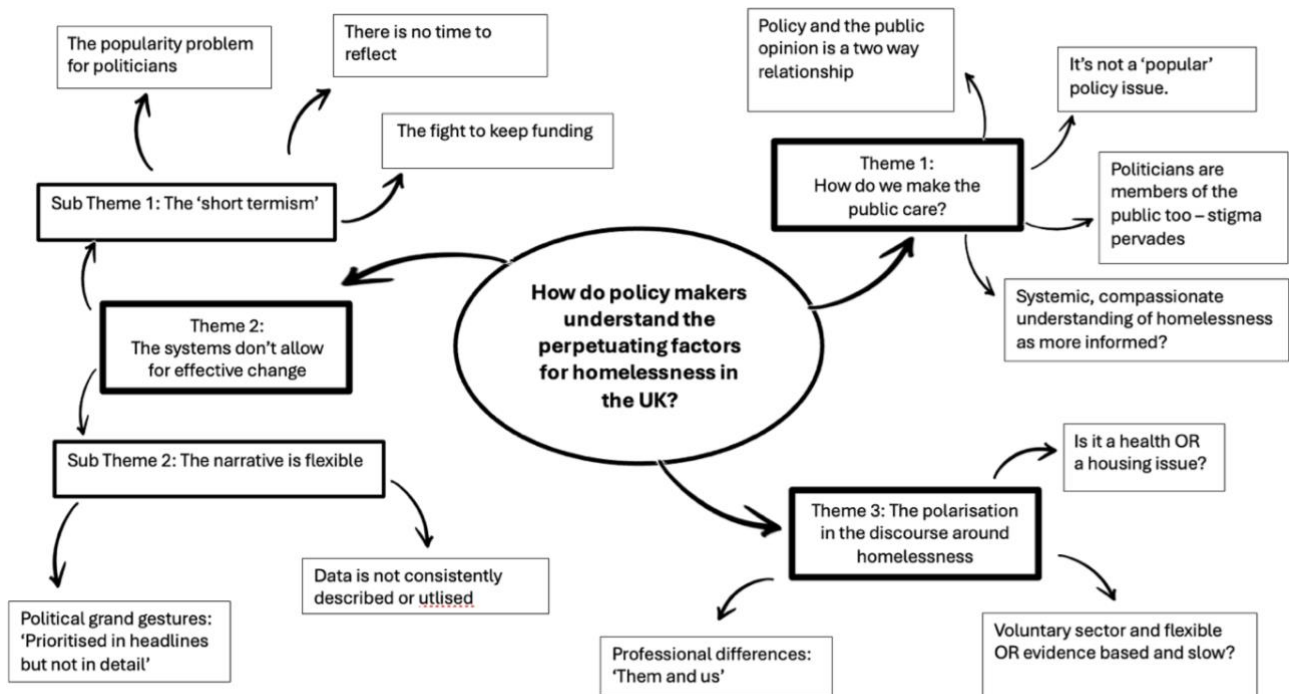 The popularity problem
for politicians
There is no time to
reflect
The fight to keep funding
Sub Theme 1: The ‘short termism’
Theme 2:
The systems don’t allow
for effective change
Sub Theme 2: The narrative is flexible
Political grand gestures:
‘Prioritised in headlines
but not in detail’
Data is not consistently
described or utlised
How do policy makers
understand the
perpetuating factors
for homelessness in
the UK?
Policy and the public
opinion is a two way
relationship
It’s not a ‘popular’
policy issue.
Theme 1:
How do we make the
public care?
Politicians are
members of the
public too – stigma
pervades
Systemic, compassionate
understanding of homelessness
as more informed?
Is it a health OR
a housing issue?
Theme 3: The polarisation
in the discourse around
homelessness
Professional differences:
‘Them and us’
Voluntary sector and flexible
OR evidence based and slow?